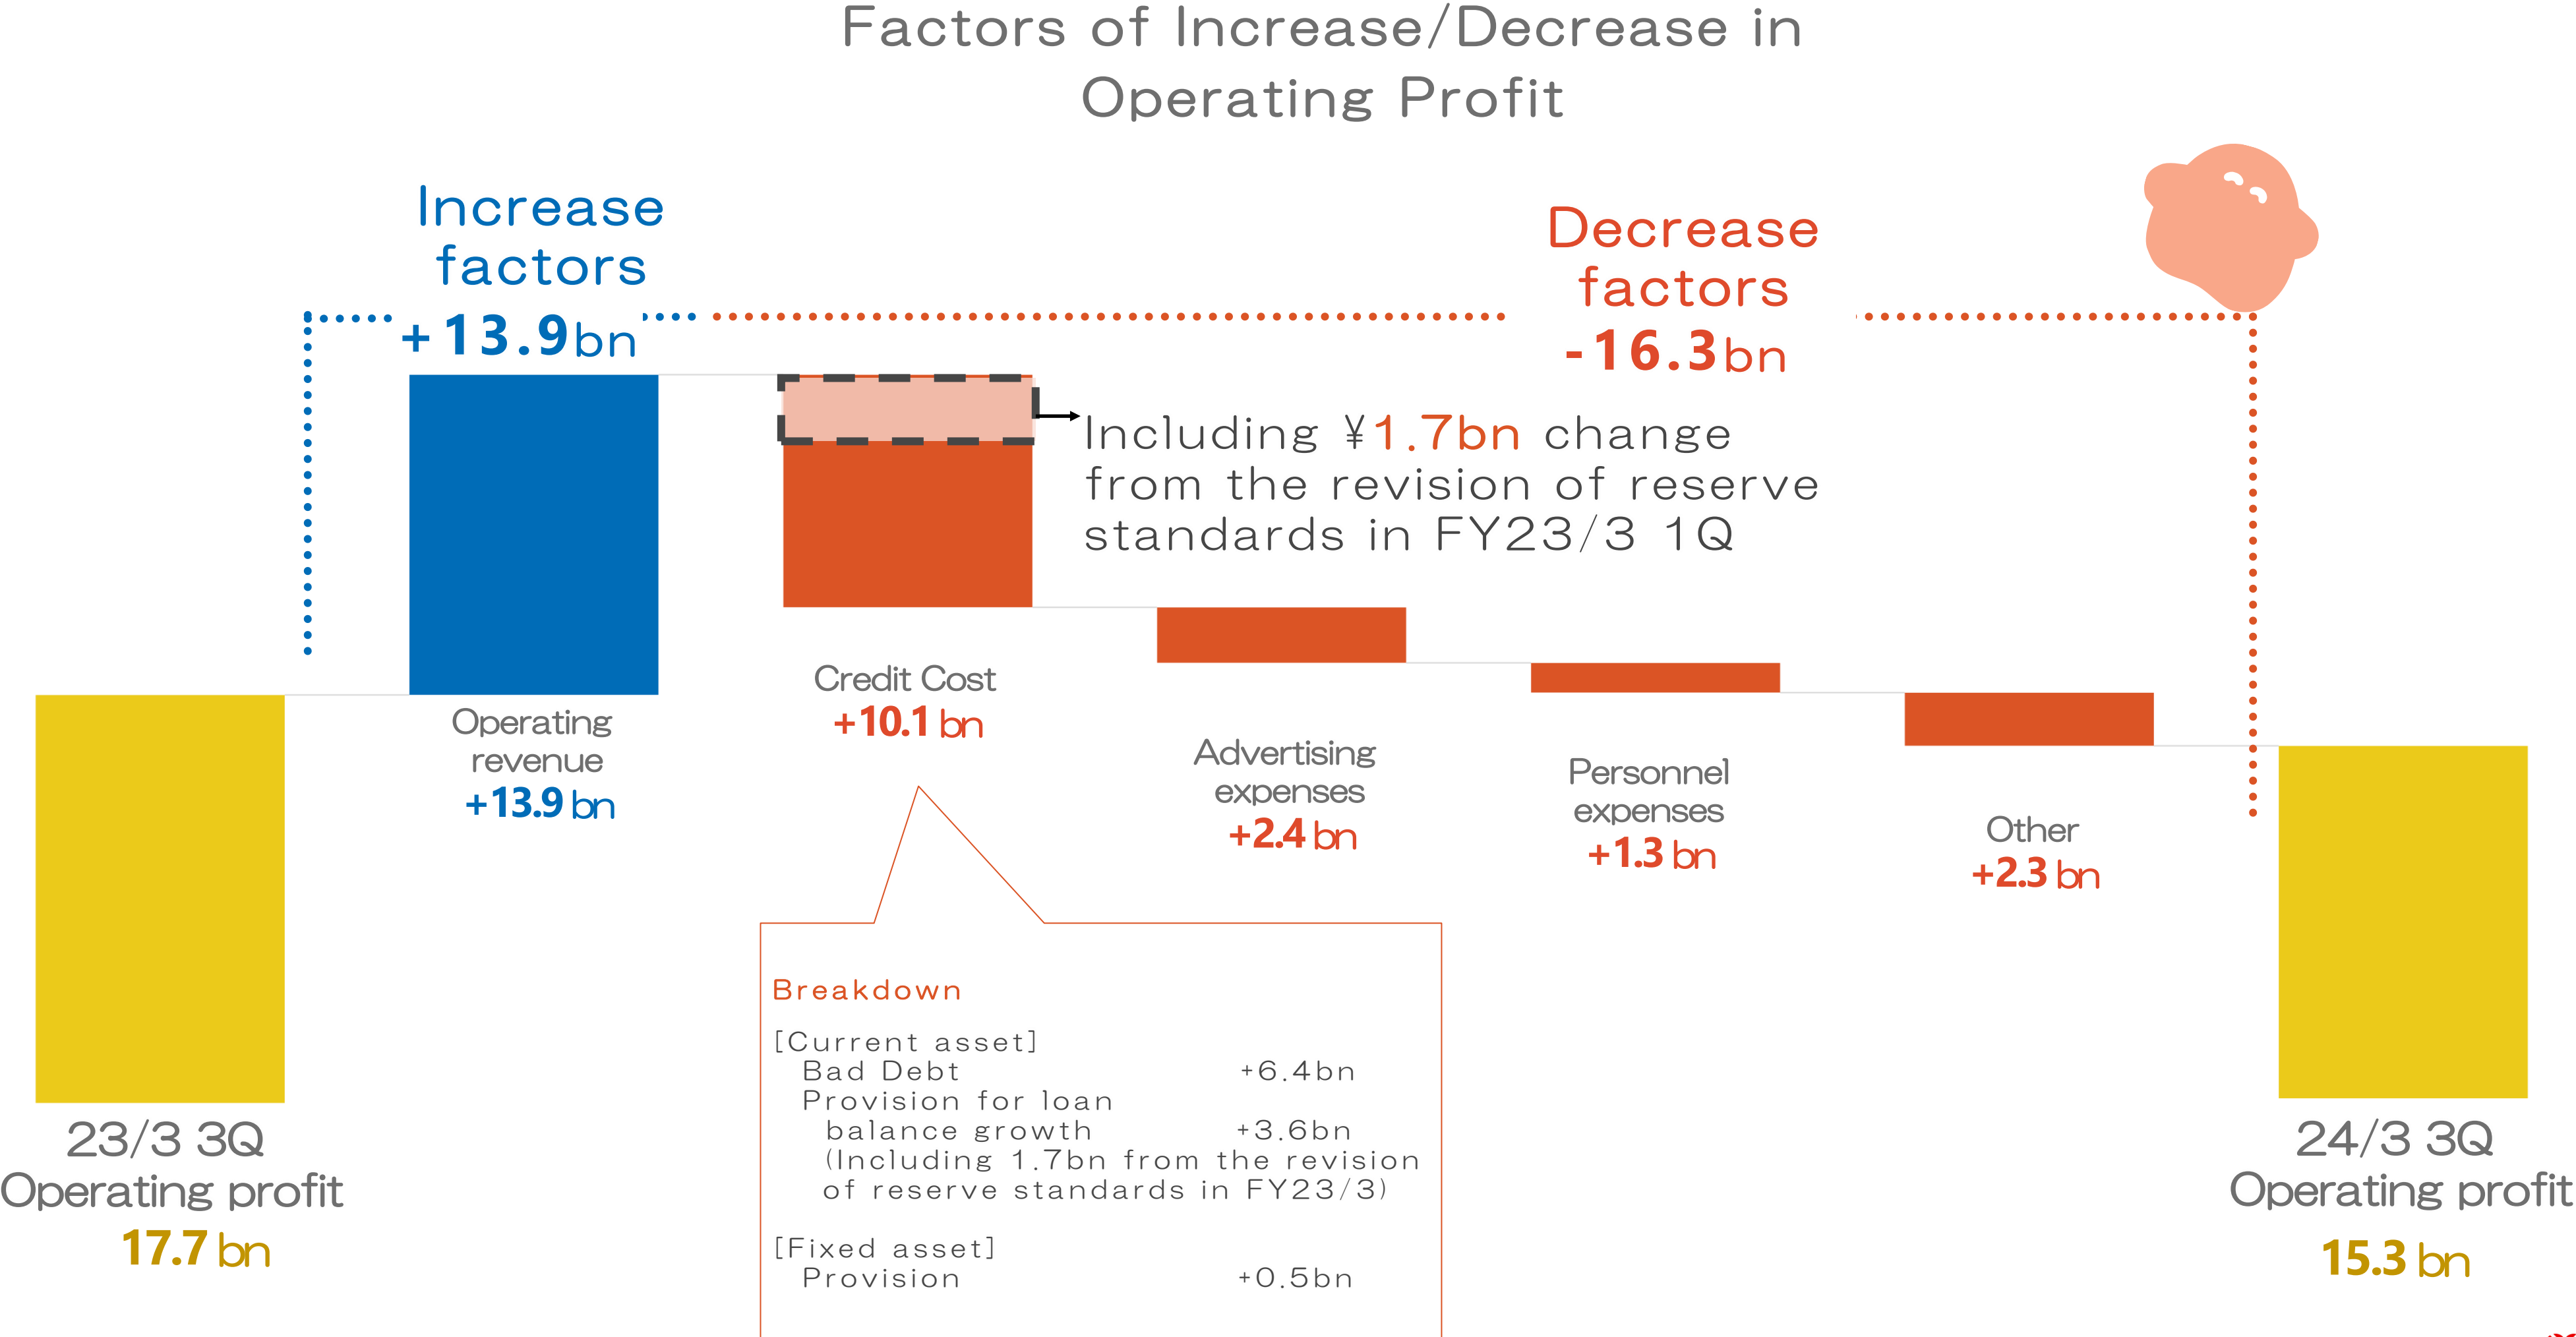 Factors of Increase/Decrease in
Operating Profit
Increase
factors
+13.9bn
Decrease
factors
-16.3bn
Including ¥1.7bn change
from the revision of reserve
standards in FY23/3 1Q
Operating
revenue
+13.9 bn
Credit Cost
+10.1 bn
Advertising
expenses
+2.4 bn
Personnel
expenses
+1.3 bn
Other
+2.3 bn
Breakdown
[Current asset]
Bad Debt +6.4bn
Provision for loan
balance growth +3.6bn
(Including 1.7bn from the revision
of reserve standards in FY23/3)
[Fixed asset]
Provision +0.5bn
23/3 3Q
Operating profit
17.7 bn
24/3 3Q
Operating profit
15.3 bn